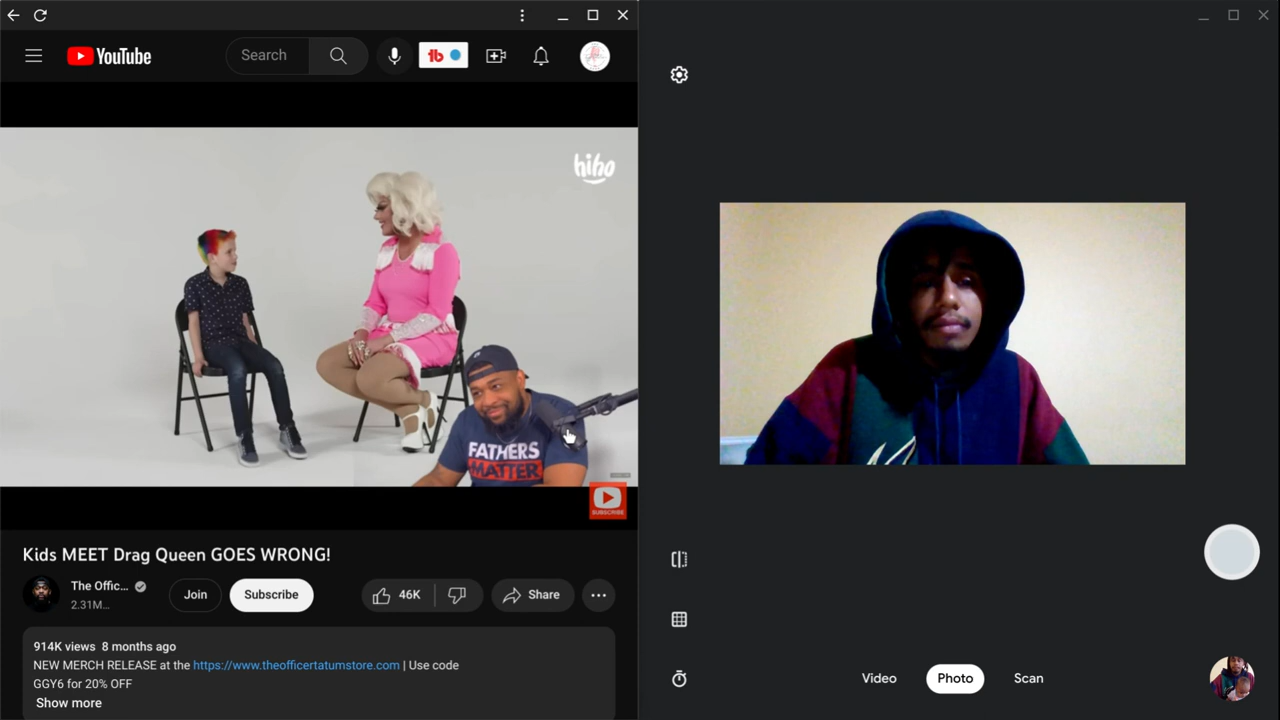 YouTube
Search
hiho
FATHERS
MATTER
SUBSCRIBE
Kids MEET Drag Queen GOES WRONG!
The Offic...
2.31M...
Join
Subscribe
46K
Share
914K views 8 months ago
NEW MERCH RELEASE at the https://www.theofficertatumstore.com | Use code
GGY6 for 20% OFF
Show more
Video
Photo
Scan